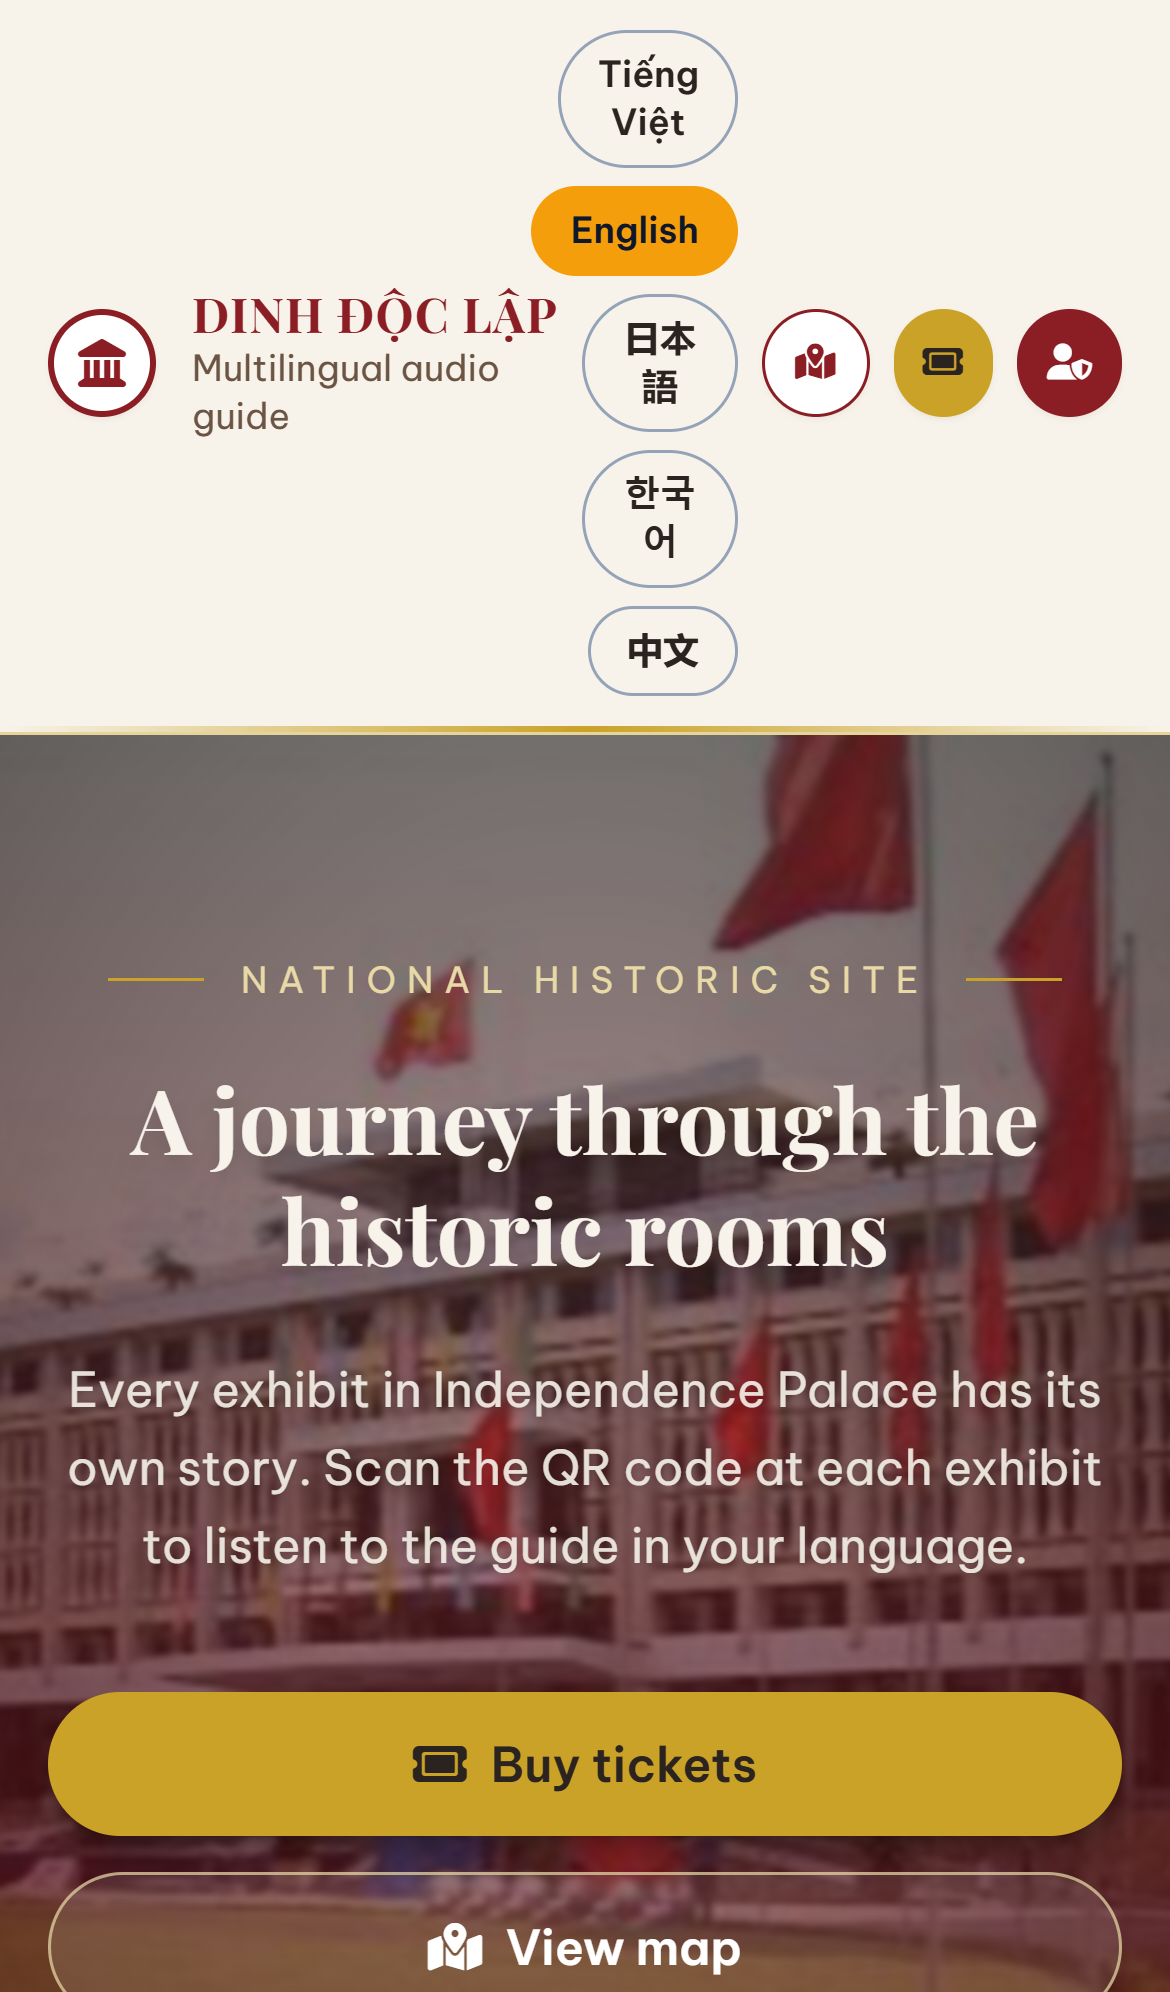 Tiếng
Việt
English
DINH ĐỘC LẬP
Multilingual audio
guide
日本
語
한국
어
中文
NATIONAL HISTORIC SITE
A journey through the
historic rooms
Every exhibit in Independence Palace has its
own story. Scan the QR code at each exhibit
to listen to the guide in your language.
Buy tickets
View map